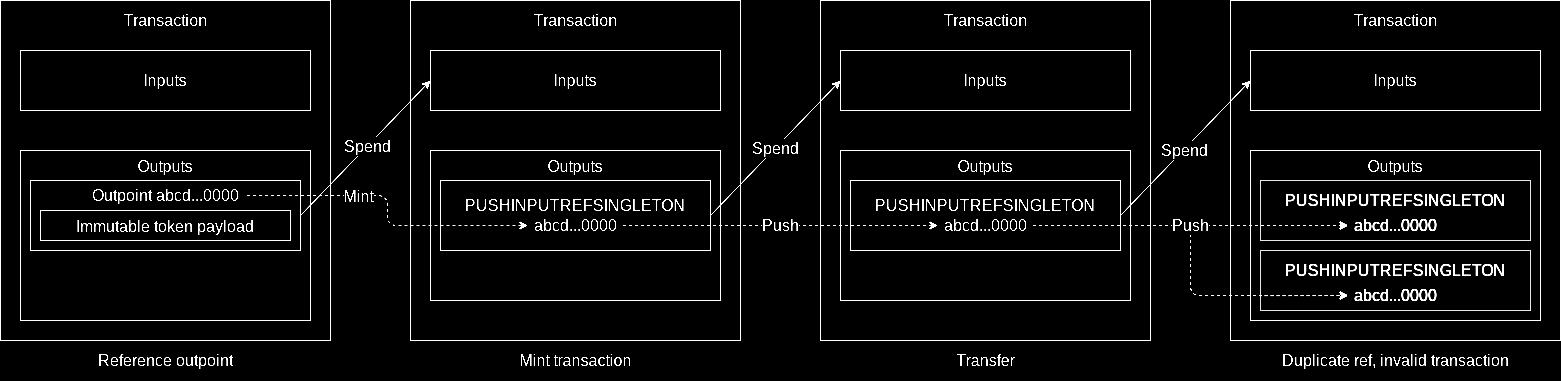 Transaction
Inputs
Outputs
Outpoint abcd...0000
Immutable token payload
Reference outpoint
Spend
Mint
Transaction
Inputs
Outputs
PUSHINPUTREFSINGLETON
abcd...0000
Mint transaction
Spend
Push
Transaction
Inputs
Outputs
PUSHINPUTREFSINGLETON
abcd...0000
Transfer
Spend
Push
Transaction
Inputs
Outputs
PUSHINPUTREFSINGLETON
abcd...0000
PUSHINPUTREFSINGLETON
abcd...0000
Duplicate ref, invalid transaction